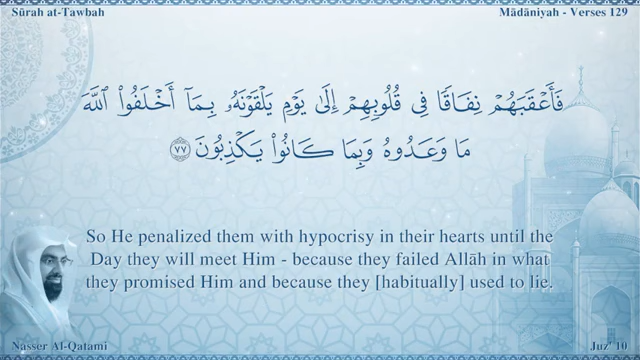 Sūrah at-Tawbah
Mādāniyah - Verses 129
فَأَعْقَبَهُمْ نِفَاقًا فِى قُلُوبِهِمْ إِلَىٰ يَوْمِ يَلْقَوْنَهُۥ بِمَآ أَخْلَفُوا۟ ٱللَّهَ
مَا وَعَدُوهُ وَبِمَا كَانُوا۟ يَكْذِبُونَ ٧٧
So He penalized them with hypocrisy in their hearts until the
Day they will meet Him - because they failed Allāh in what
they promised Him and because they [habitually] used to lie.
Nasser Al-Qatami
Juz' 10